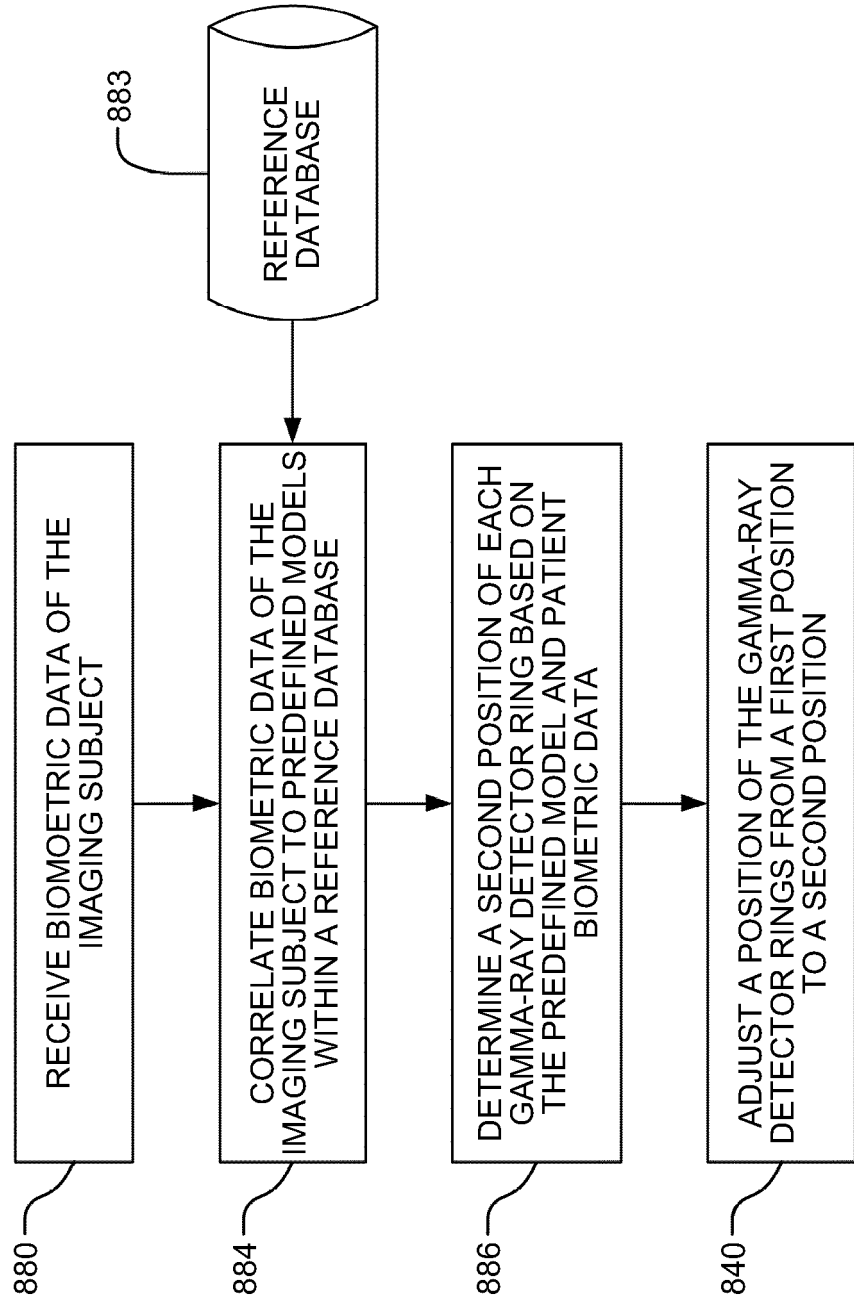 880
RECEIVE BIOMOETRIC DATA OF THE
IMAGING SUBJECT
884
CORRELATE BIOMETRIC DATA OF THE
IMAGING SUBJECT TO PREDEFINED MODELS
WITHIN A REFERENCE DATABASE
883
REFERENCE
DATABASE
886
DETERMINE A SECOND POSITION OF EACH
GAMMA-RAY DETECTOR RING BASED ON
THE PREDEFINED MODEL AND PATIENT
BIOMETRIC DATA
840
ADJUST A POSITION OF THE GAMMA-RAY
DETECTOR RINGS FROM A FIRST POSITION
TO A SECOND POSITION